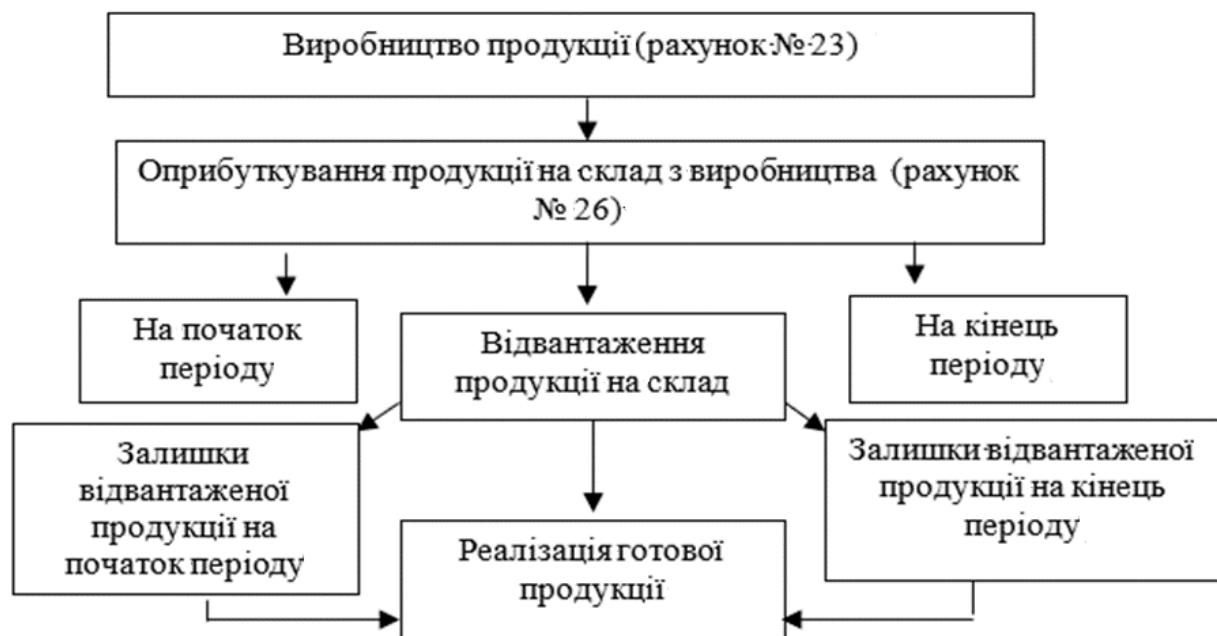 Виробництво продукції (рахунок № 23)
Оприбуткування продукції на склад з виробництва (рахунок
№ 26)
На початок
періоду
Відвантаження
продукції на склад
На кінець
періоду
Залишки
відвантаженої
продукції на
початок періоду
Реалізація готової
продукції
Залишки відвантаженої
продукції на кінець
періоду